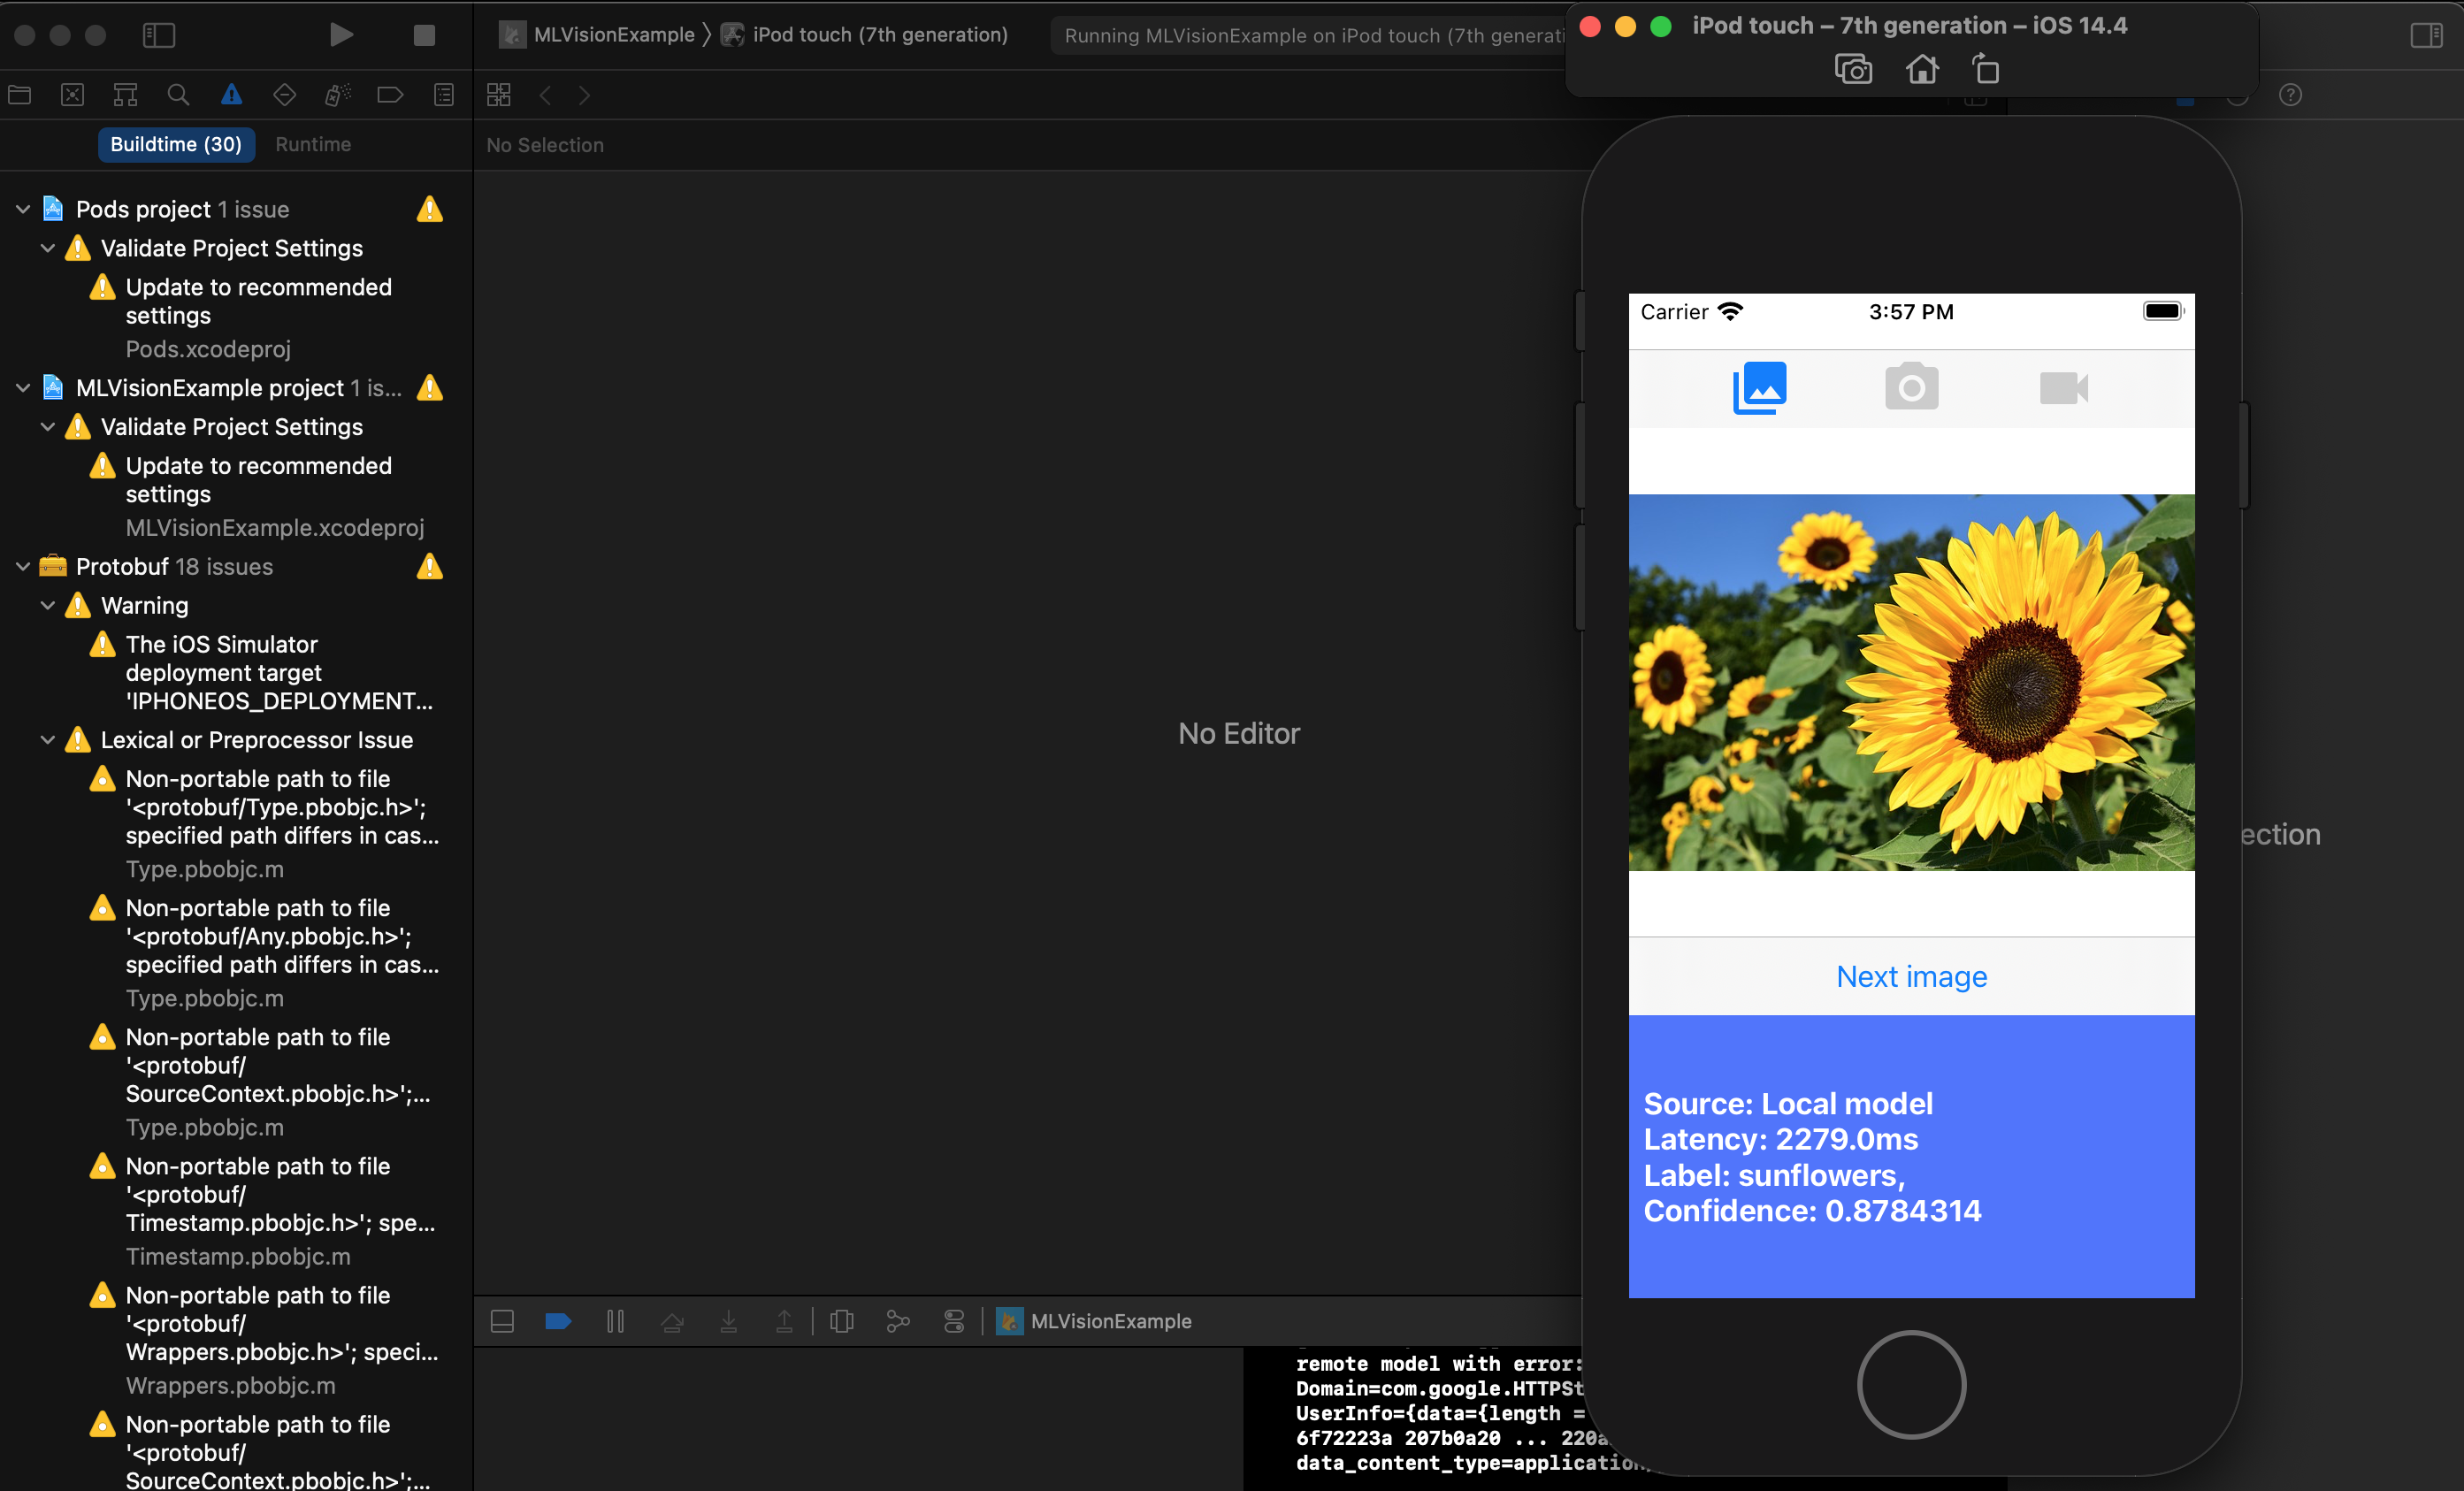 MLVisionExample
iPod touch (7th generation)
Running MLVisionExample on iPod touch (7th generati
Buildtime (30)
Runtime
No Selection
Pods project 1 issue
Validate Project Settings
Update to recommended
settings
Pods.xcodeproj
MLVisionExample project 1 is...
Validate Project Settings
Update to recommended
settings
MLVisionExample.xcodeproj
Protobuf 18 issues
Warning
The iOS Simulator
deployment target
'IPHONEOS_DEPLOYMENT...
Lexical or Preprocessor Issue
Non-portable path to file
'<protobuf/Type.pbobjc.h>';
specified path differs in cas...
Type.pbobjc.m
Non-portable path to file
'<protobuf/Any.pbobjc.h>';
specified path differs in cas...
Type.pbobjc.m
Non-portable path to file
'<protobuf/
SourceContext.pbobjc.h>';...
Type.pbobjc.m
Non-portable path to file
'<protobuf/
Timestamp.pbobjc.h>'; spe...
Timestamp.pbobjc.m
Non-portable path to file
'<protobuf/
Wrappers.pbobjc.h>'; speci...
Wrappers.pbobjc.m
Non-portable path to file
'<protobuf/
SourceContext.pbobjc.h>';...
No Editor
MLVisionExample
remote model with error:
Domain=com.google.HTTPSt
UserInfo={data={length =
6f72223a 207b0a20 ... 220a
data_content_type=application
iPod touch – 7th generation – iOS 14.4
Carrier
3:57 PM
Next image
Source: Local model
Latency: 2279.0ms
Label: sunflowers,
Confidence: 0.8784314
ection